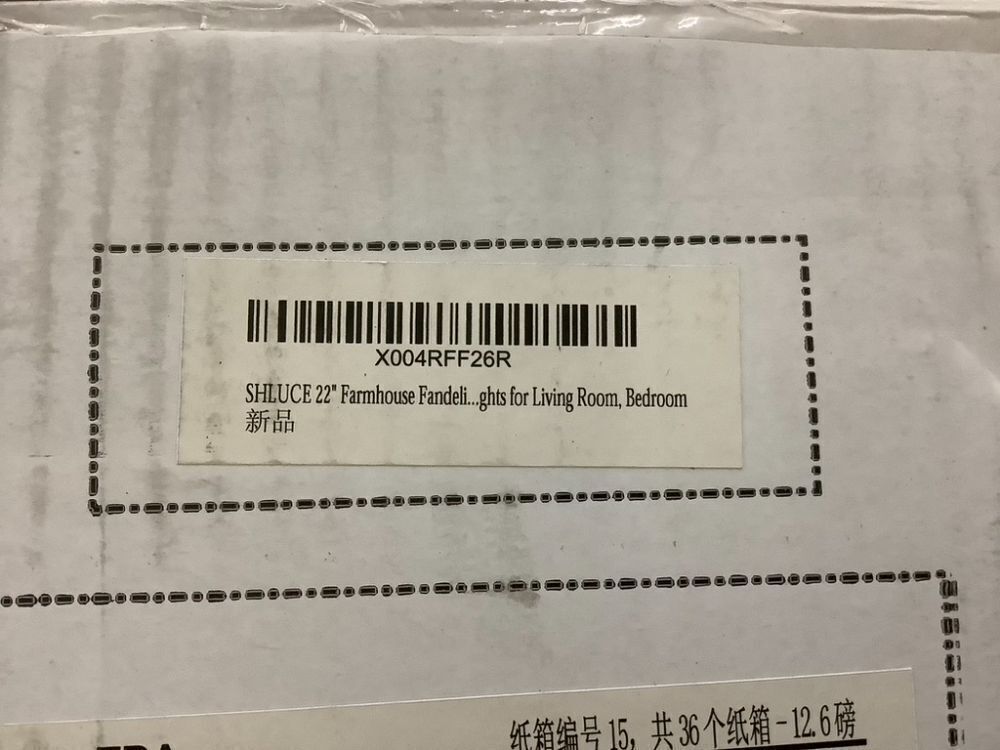 X004RFF26R
SHLUCE 22" Farmhouse Fandeli...ghts for Living Room, Bedroom
新品
纸箱编号 15, 共 36 个纸箱 - 12.6 磅